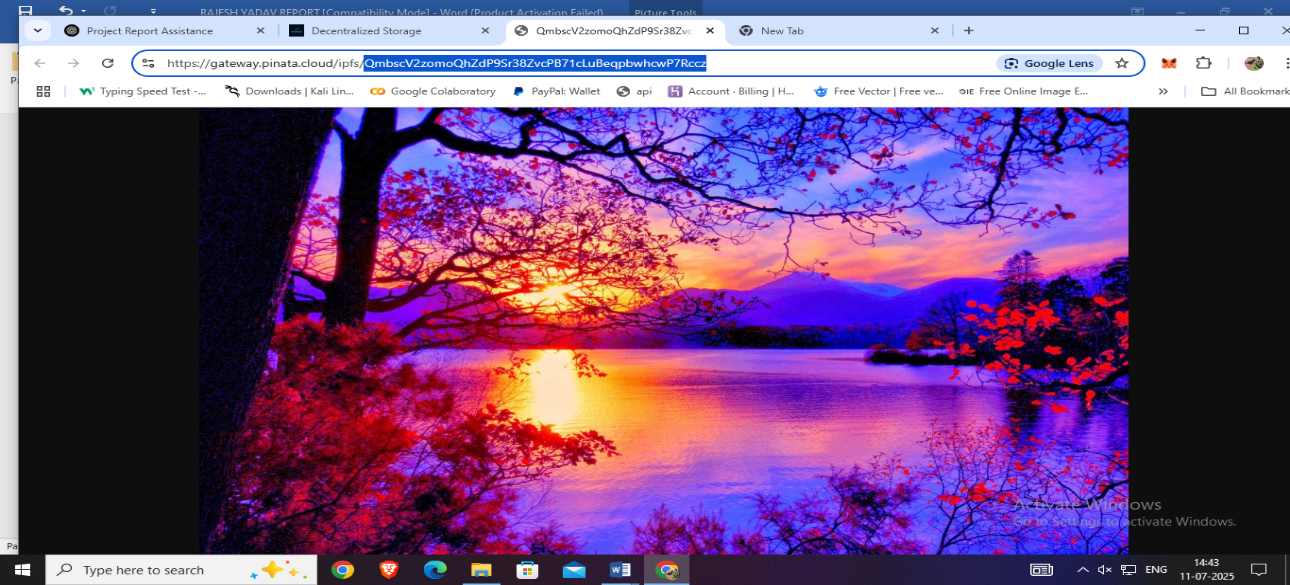 RAJESH YADAV REPORT [Compatibility Mode] - Word (Product Activation Failed)
Picture Tools
Project Report Assistance
Decentralized Storage
QmbscV2zomoQhZdP9Sr38Zvc
New Tab
https://gateway.pinata.cloud/ipfs/QmbscV2zomoQhZdP9Sr38ZvcPB71cLuBeqpbwhcwP7Rccz
Google Lens
Typing Speed Test -...
Downloads | Kali Lin...
Google Colaboratory
PayPal: Wallet
api
Account · Billing | H...
Free Vector | Free ve...
Free Online Image E...
All Bookmark
Activate Windows
Go to Settings to activate Windows.
Pa
Type here to search
ENG
14:43
11-07-2025